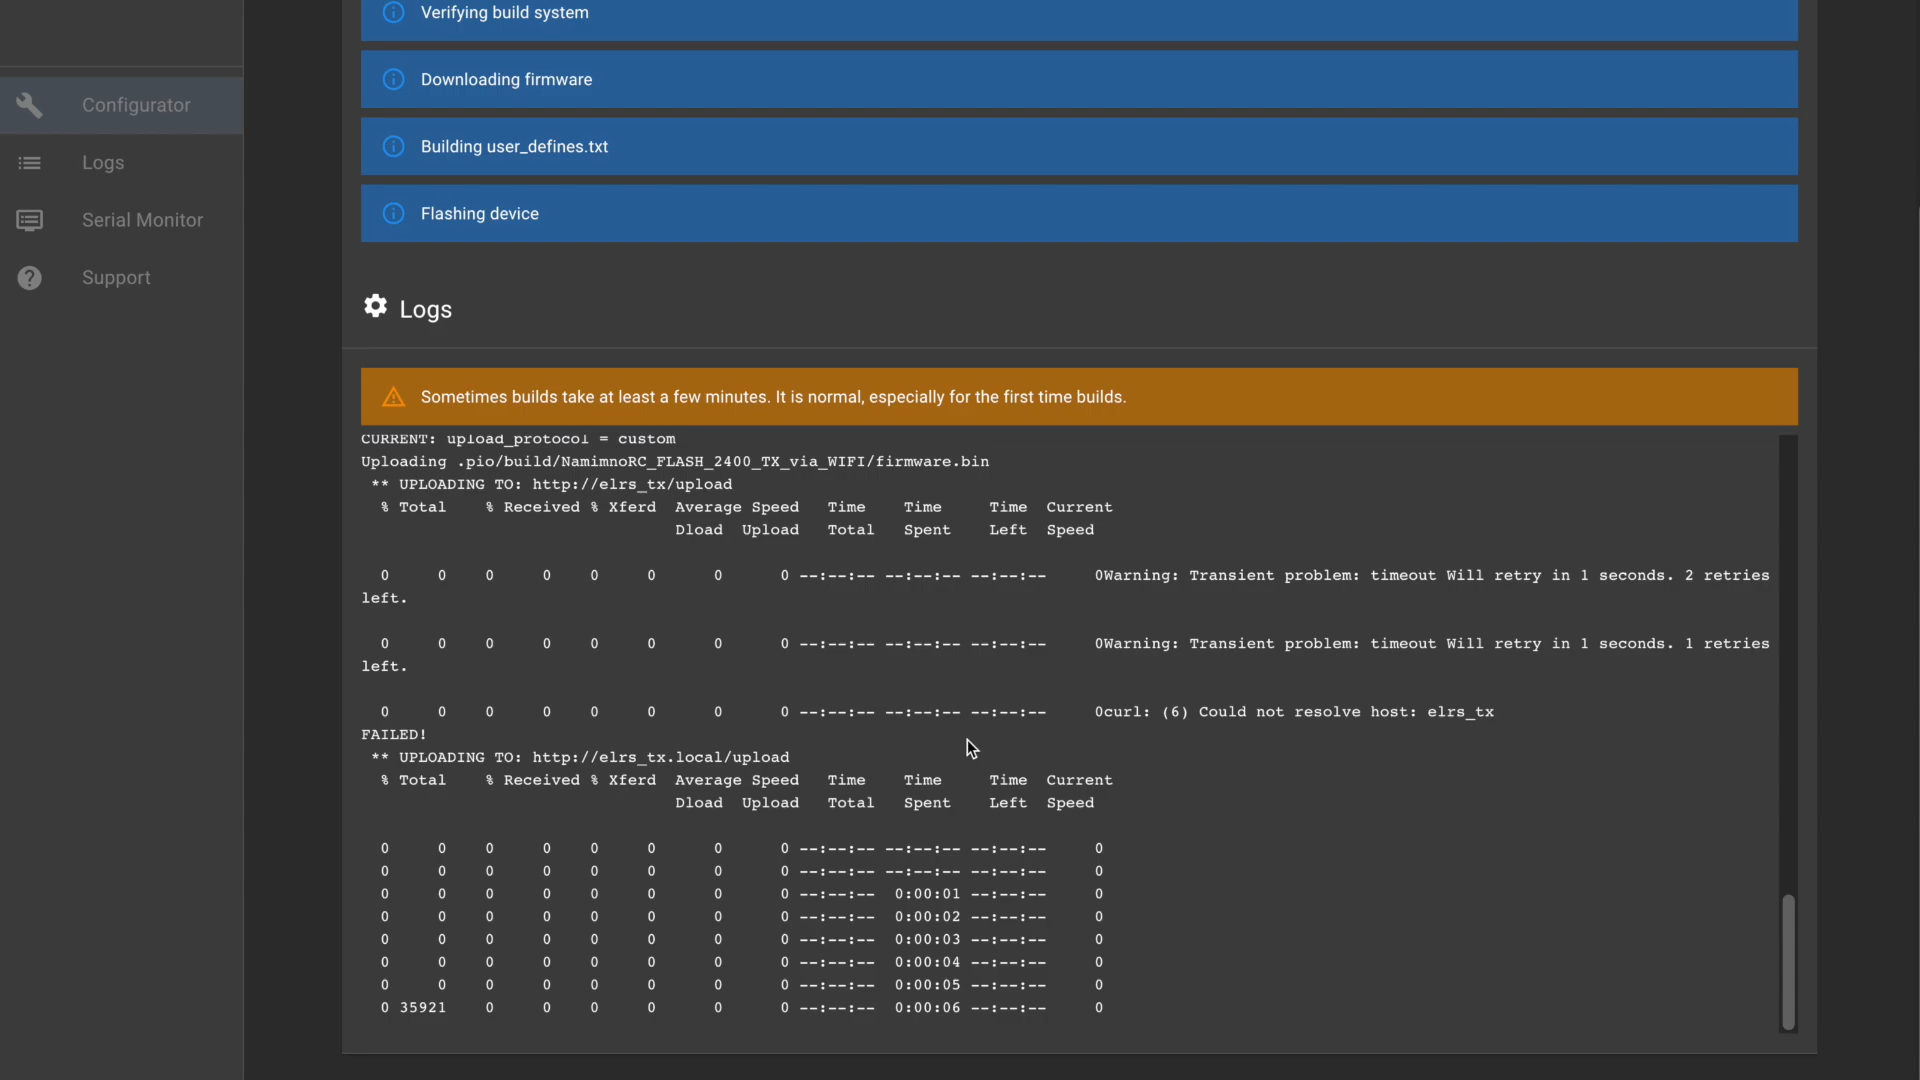 Verifying build system
Downloading firmware
Building user_defines.txt
Flashing device
Configurator
Logs
Serial Monitor
Support
Logs
Sometimes builds take at least a few minutes. It is normal, especially for the first time builds.
CURRENT: upload_protocol = custom
Uploading .pio/build/NamimnoRC_FLASH_2400_TX_via_WIFI/firmware.bin
** UPLOADING TO: http://elrs_tx/upload
% Total % Received % Xferd Average Speed Time Time Time Current
Dload Upload Total Spent Left Speed
0 0 0 0 0 0 0 0 --:--:-- --:--:-- --:--:-- 0Warning: Transient problem: timeout Will retry in 1 seconds. 2 retries
left.
0 0 0 0 0 0 0 0 --:--:-- --:--:-- --:--:-- 0Warning: Transient problem: timeout Will retry in 1 seconds. 1 retries
left.
0 0 0 0 0 0 0 0 --:--:-- --:--:-- --:--:-- 0curl: (6) Could not resolve host: elrs_tx
FAILED!
** UPLOADING TO: http://elrs_tx.local/upload
% Total % Received % Xferd Average Speed Time Time Time Current
Dload Upload Total Spent Left Speed
0 0 0 0 0 0 0 0 --:--:-- --:--:-- --:--:-- 0
0 0 0 0 0 0 0 0 --:--:-- --:--:-- --:--:-- 0
0 0 0 0 0 0 0 0 --:--:-- 0:00:01 --:--:-- 0
0 0 0 0 0 0 0 0 --:--:-- 0:00:02 --:--:-- 0
0 0 0 0 0 0 0 0 --:--:-- 0:00:03 --:--:-- 0
0 0 0 0 0 0 0 0 --:--:-- 0:00:04 --:--:-- 0
0 0 0 0 0 0 0 0 --:--:-- 0:00:05 --:--:-- 0
0 35921 0 0 0 0 0 0 --:--:-- 0:00:06 --:--:-- 0